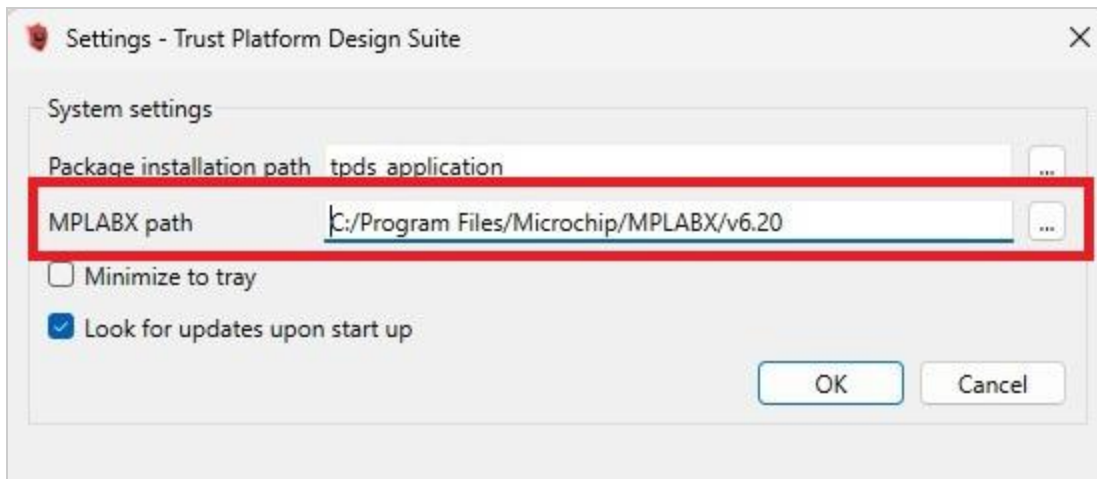 Settings - Trust Platform Design Suite
System settings
Package installation path tpds_application ...
MPLABX path C:/Program Files/Microchip/MPLABX/v6.20 ...
Minimize to tray
Look for updates upon start up
OK Cancel